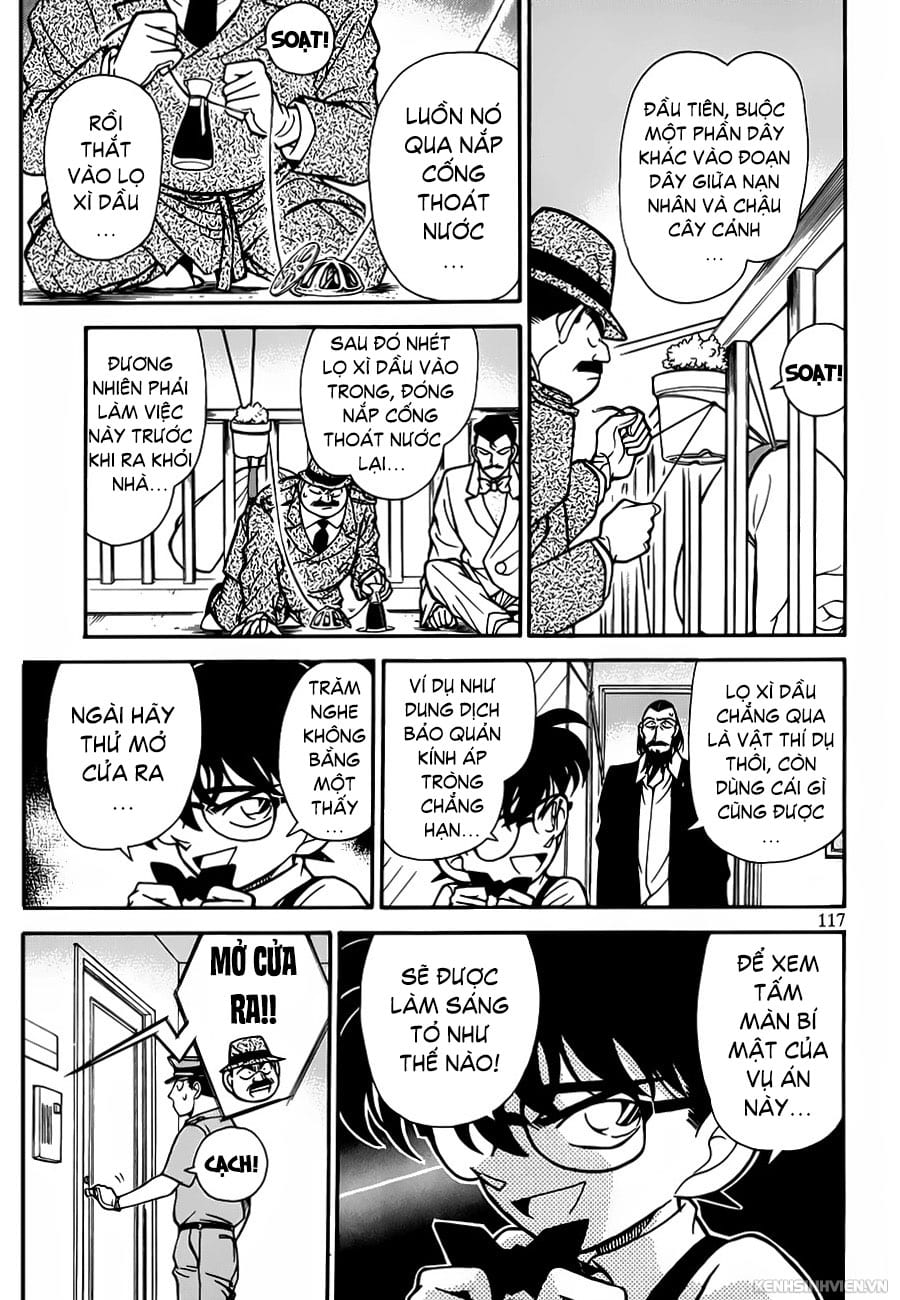 ĐẦU TIÊN, BUỘC
MỘT PHẦN DÂY
KHÁC VÀO ĐOẠN
DÂY GIỮA NẠN
NHÂN VÀ CHẬU
CÂY CẢNH
...
SOẠT!
LUỒN NÓ
QUA NẮP
CỐNG
THOÁT
NƯỚC
...
SOẠT!
RỒI
THẮT
VÀO LỌ
XÌ DẦU
...
SAU ĐÓ NHÉT
LỌ XÌ DẦU VÀO
TRONG, ĐÓNG
NẮP CỐNG
THOÁT NƯỚC
LẠI...
ĐƯƠNG
NHIÊN PHẢI
LÀM VIỆC
NÀY TRƯỚC
KHI RA KHỎI
NHÀ...
LỌ XÌ DẦU
CHẲNG QUA
LÀ VẬT THÍ DỤ
THÔI, CÒN
DÙNG CÁI GÌ
CŨNG ĐƯỢC
...
VÍ DỤ NHƯ
DUNG DỊCH
BẢO QUẢN
KÍNH ÁP
TRÒNG
CHẲNG
HẠN...
TRĂM
NGHE
KHÔNG
BẰNG
MỘT
THẤY
...
NGÀI HÃY
THỬ MỞ
CỬA RA
...
117
ĐỂ XEM
TẤM
MÀN BÍ
MẬT CỦA
VỤ ÁN
NÀY...
SẼ ĐƯỢC
LÀM SÁNG
TỎ NHƯ
THẾ NÀO!
MỞ CỬA
RA!!
CẠCH!
KENHSINHVIEN.VN